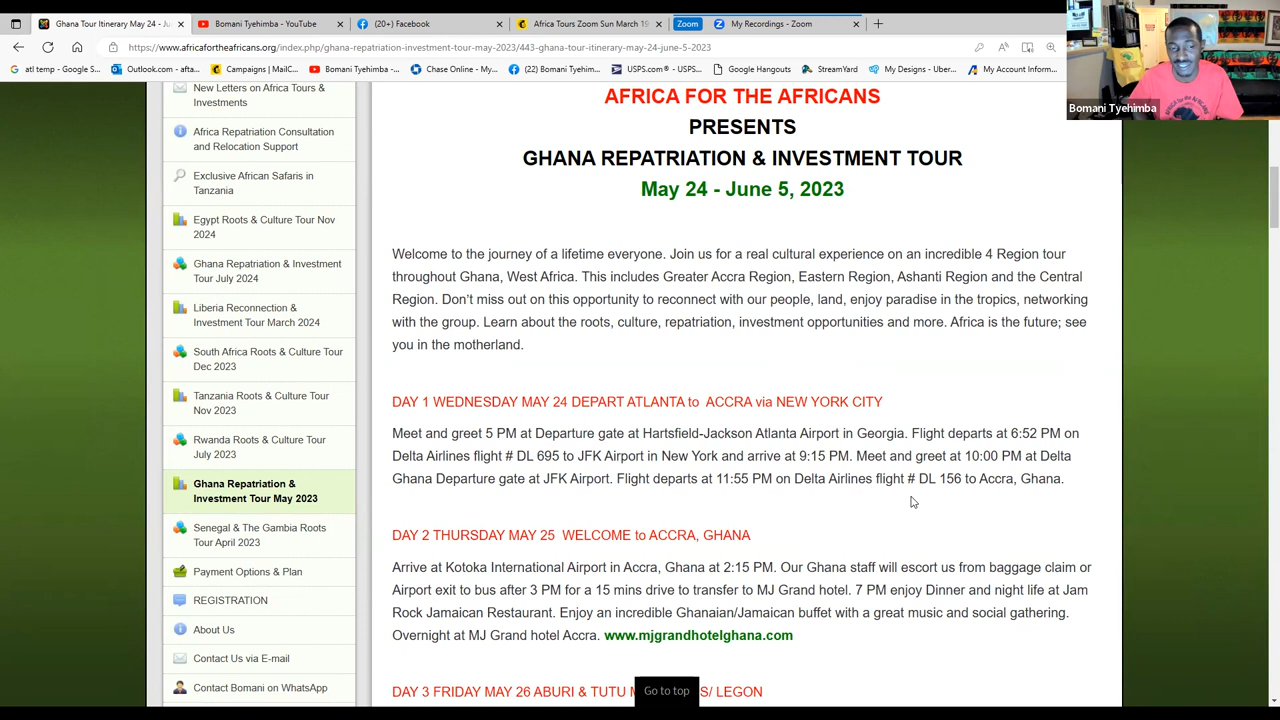 Ghana Tour Itinerary May 24 - Jun
Bomani Tyehimba - YouTube
(20+) Facebook
Africa Tours Zoom Sun March 19
Zoom
My Recordings - Zoom
https://www.africafortheafricans.org/index.php/ghana-repatriation-investment-tour-may-2023/443-ghana-tour-itinerary-may-24-june-5-2023
atl temp - Google S...
Outlook.com - afta...
Campaigns | MailC...
Bomani Tyehimba -...
Chase Online - My...
(22) Bomani Tyehim...
USPS.com® - USPS...
Google Hangouts
StreamYard
My Designs - Uber...
My Account Inform...
Bomani Tyehimba
New Letters on Africa Tours &
Investments
Africa Repatriation Consultation
and Relocation Support
Exclusive African Safaris in
Tanzania
Egypt Roots & Culture Tour Nov
2024
Ghana Repatriation & Investment
Tour July 2024
Liberia Reconnection &
Investment Tour March 2024
South Africa Roots & Culture Tour
Dec 2023
Tanzania Roots & Culture Tour
Nov 2023
Rwanda Roots & Culture Tour
July 2023
Ghana Repatriation &
Investment Tour May 2023
Senegal & The Gambia Roots
Tour April 2023
Payment Options & Plan
REGISTRATION
About Us
Contact Us via E-mail
Contact Bomani on WhatsApp
AFRICA FOR THE AFRICANS
PRESENTS
GHANA REPATRIATION & INVESTMENT TOUR
May 24 - June 5, 2023
Welcome to the journey of a lifetime everyone. Join us for a real cultural experience on an incredible 4 Region tour
throughout Ghana, West Africa. This includes Greater Accra Region, Eastern Region, Ashanti Region and the Central
Region. Don't miss out on this opportunity to reconnect with our people, land, enjoy paradise in the tropics, networking
with the group. Learn about the roots, culture, repatriation, investment opportunities and more. Africa is the future; see
you in the motherland.
DAY 1 WEDNESDAY MAY 24 DEPART ATLANTA to ACCRA via NEW YORK CITY
Meet and greet 5 PM at Departure gate at Hartsfield-Jackson Atlanta Airport in Georgia. Flight departs at 6:52 PM on
Delta Airlines flight # DL 695 to JFK Airport in New York and arrive at 9:15 PM. Meet and greet at 10:00 PM at Delta
Ghana Departure gate at JFK Airport. Flight departs at 11:55 PM on Delta Airlines flight # DL 156 to Accra, Ghana.
DAY 2 THURSDAY MAY 25 WELCOME to ACCRA, GHANA
Arrive at Kotoka International Airport in Accra, Ghana at 2:15 PM. Our Ghana staff will escort us from baggage claim or
Airport exit to bus after 3 PM for a 15 mins drive to transfer to MJ Grand hotel. 7 PM enjoy Dinner and night life at Jam
Rock Jamaican Restaurant. Enjoy an incredible Ghanaian/Jamaican buffet with a great music and social gathering.
Overnight at MJ Grand hotel Accra. www.mjgrandhotelghana.com
DAY 3 FRIDAY MAY 26 ABURI & TUTU M S/ LEGON
Go to top